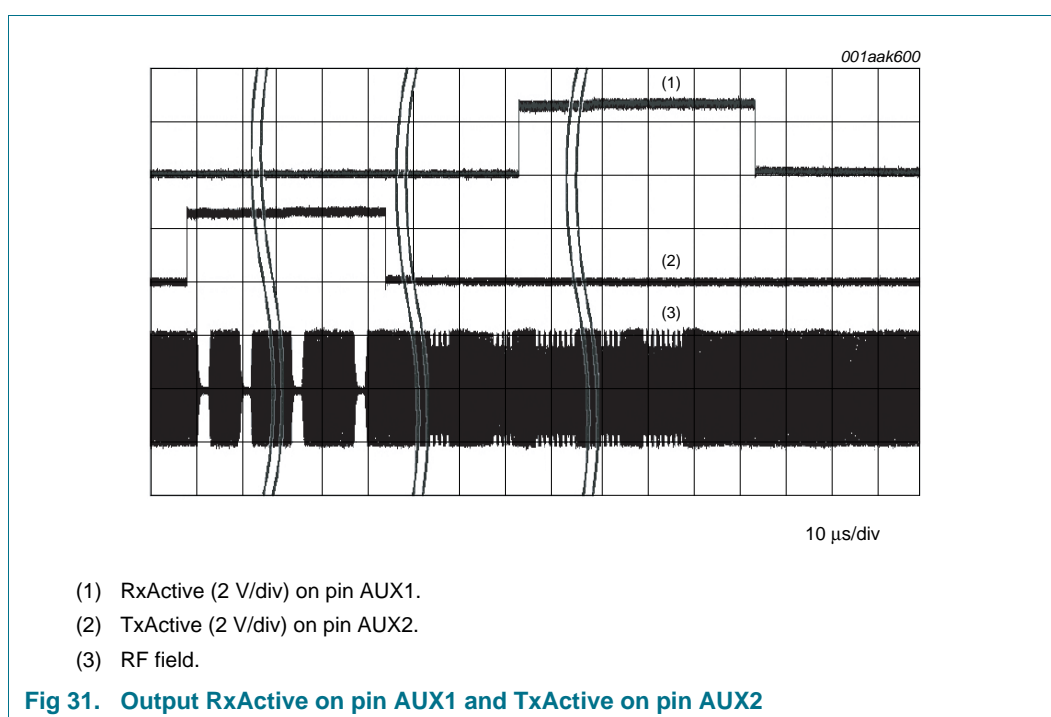 001aak600
(1)
(2)
(3)
10 μs/div
(1) RxActive (2 V/div) on pin AUX1.
(2) TxActive (2 V/div) on pin AUX2.
(3) RF field.
Fig 31. Output RxActive on pin AUX1 and TxActive on pin AUX2